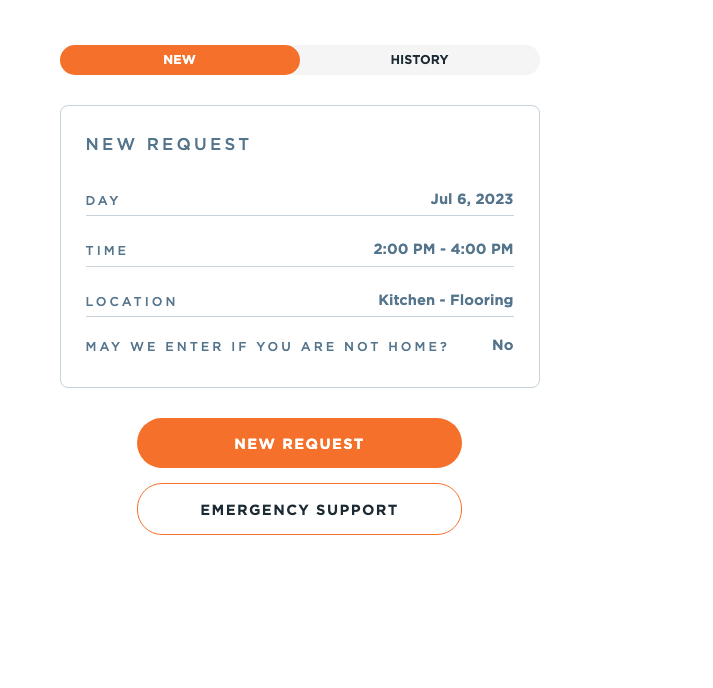 NEW
HISTORY
NEW REQUEST
DAY Jul 6, 2023
TIME 2:00 PM - 4:00 PM
LOCATION Kitchen - Flooring
MAY WE ENTER IF YOU ARE NOT HOME? No
NEW REQUEST
EMERGENCY SUPPORT